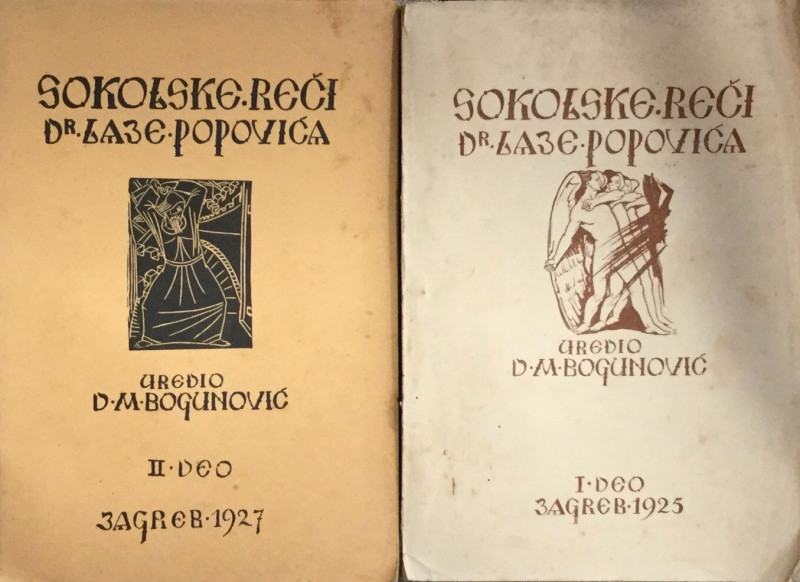 SOKOLSKE·REČI
DR·LAZE·POPOVIĆA
UREDIO
D·M·BOGUNOVIĆ
II·DEO
ZAGREB·1927
SOKOLSKE·REČI
DR·LAZE·POPOVIĆA
UREDIO
D·M·BOGUNOVIĆ
I·DEO
ZAGREB·1925